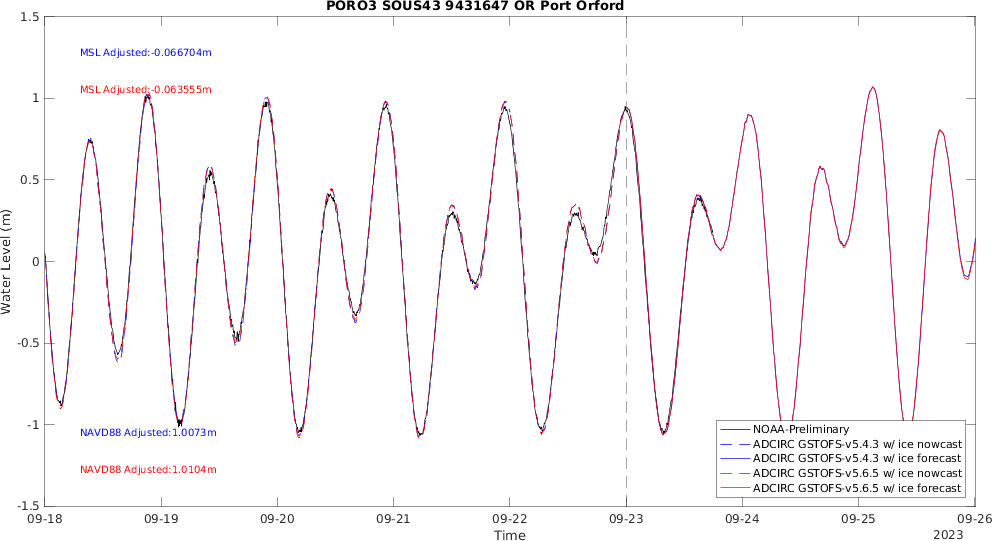 PORO3 SOUS43 9431647 OR Port Orford
1.5
MSL Adjusted:-0.066704m
MSL Adjusted:-0.063555m
1
0.5
0
-0.5
-1
-1.5
Water Level (m)
NAVD88 Adjusted:1.0073m
NAVD88 Adjusted:1.0104m
NOAA-Preliminary
ADCIRC GSTOFS-v5.4.3 w/ ice nowcast
ADCIRC GSTOFS-v5.4.3 w/ ice forecast
ADCIRC GSTOFS-v5.6.5 w/ ice nowcast
ADCIRC GSTOFS-v5.6.5 w/ ice forecast
09-18 09-19 09-20 09-21 09-22 09-23 09-24 09-25 09-26
Time
2023